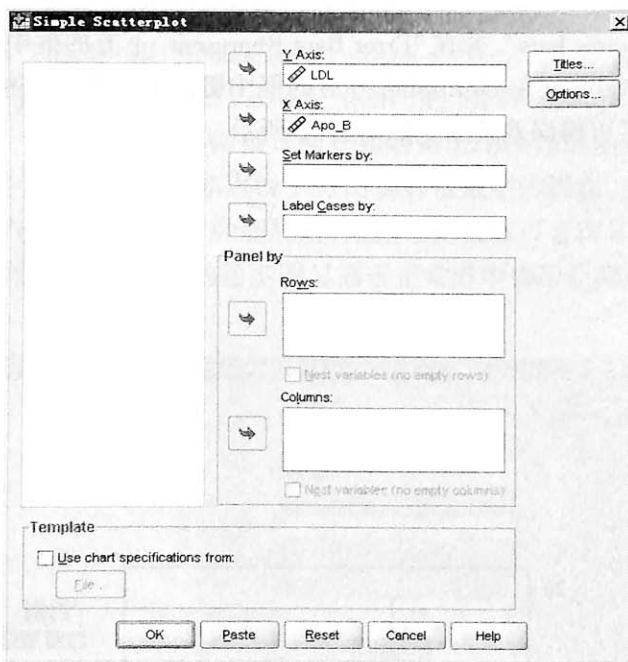 Simple Scatterplot
Y Axis:
LDL
Titles...
Options...
X Axis:
Apo_B
Set Markers by:
Label Cases by:
Panel by
Rows:
Nest variables (no empty rows)
Columns:
Nest variables (no empty columns)
Template
Use chart specifications from:
File...
OK
Paste
Reset
Cancel
Help